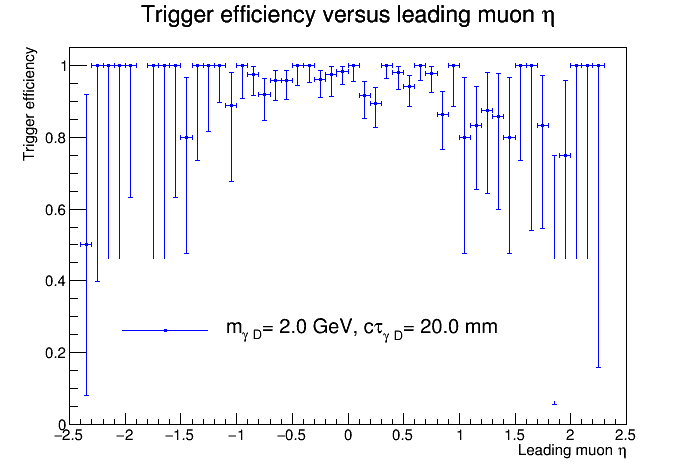 Trigger efficiency versus leading muon η
Trigger efficiency
1
0.8
0.6
0.4
0.2
0
m_γ D= 2.0 GeV, cτ_γ D= 20.0 mm
−2.5 −2 −1.5 −1 −0.5 0 0.5 1 1.5 2 2.5
Leading muon η